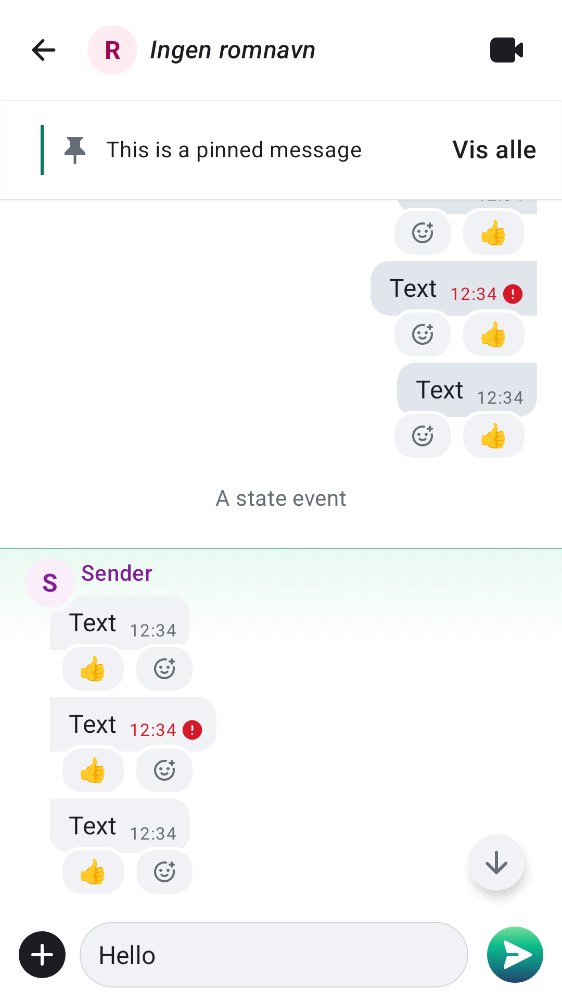 R Ingen romnavn
This is a pinned message Vis alle
Text 12:34
Text 12:34
A state event
S Sender
Text 12:34
Text 12:34
Text 12:34
Hello